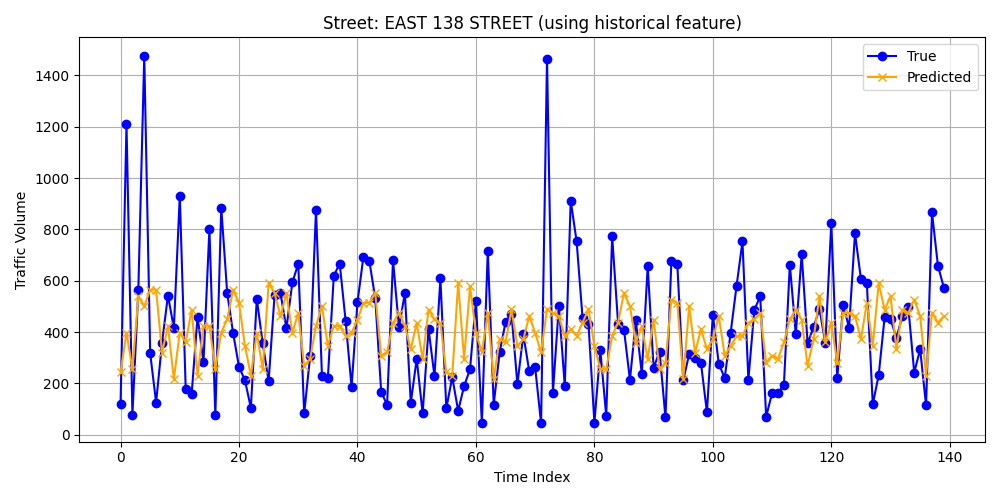 Street: EAST 138 STREET (using historical feature)
True
Predicted
Traffic Volume
1400
1200
1000
800
600
400
200
0
0 20 40 60 80 100 120 140
Time Index